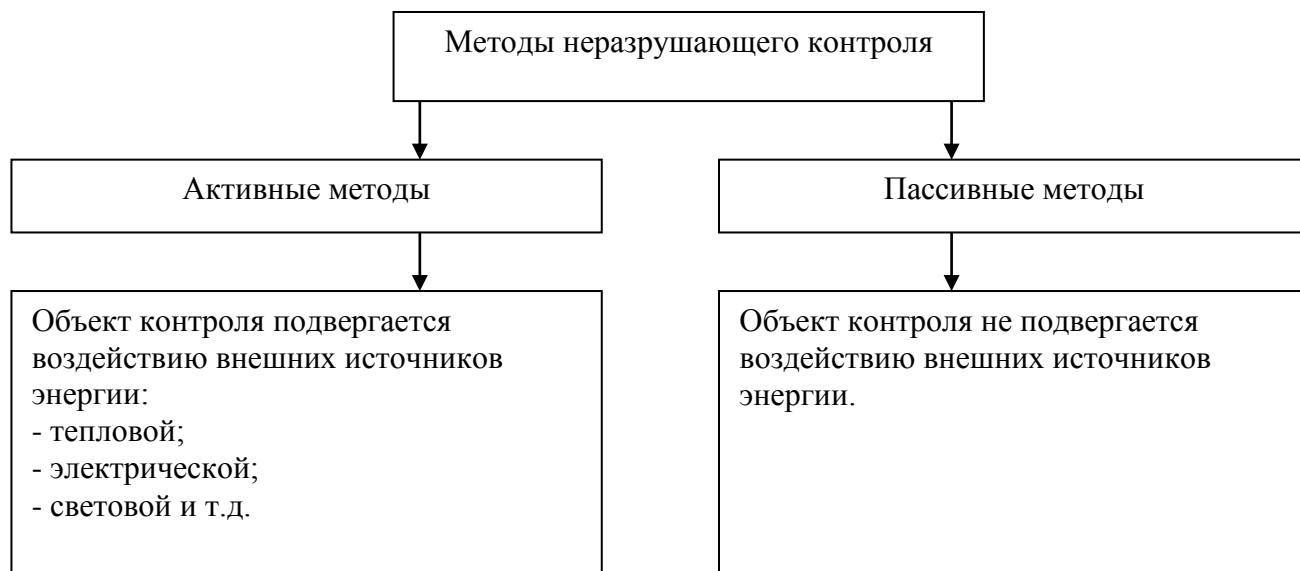 Методы неразрушающего контроля
Активные методы
Пассивные методы
Объект контроля подвергается
воздействию внешних источников
энергии:
- тепловой;
- электрической;
- световой и т.д.
Объект контроля не подвергается
воздействию внешних источников
энергии.